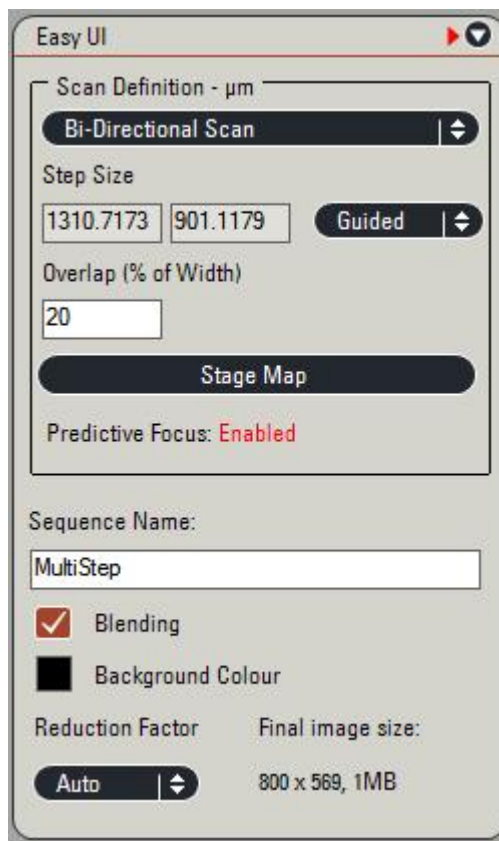 Easy UI
Scan Definition - µm
Bi-Directional Scan
Step Size
1310.7173 901.1179 Guided
Overlap (% of Width)
20
Stage Map
Predictive Focus: Enabled
Sequence Name:
MultiStep
Blending
Background Colour
Reduction Factor Final image size:
Auto 800 x 569, 1MB